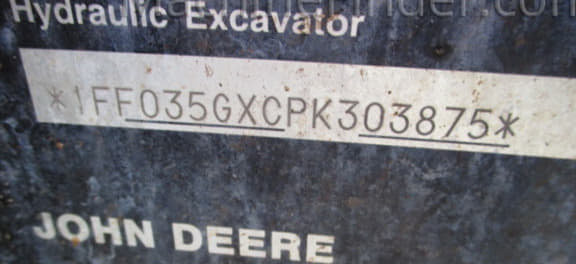 Hydraulic Excavator
*1FF035GXCPK303875*
JOHN DEERE